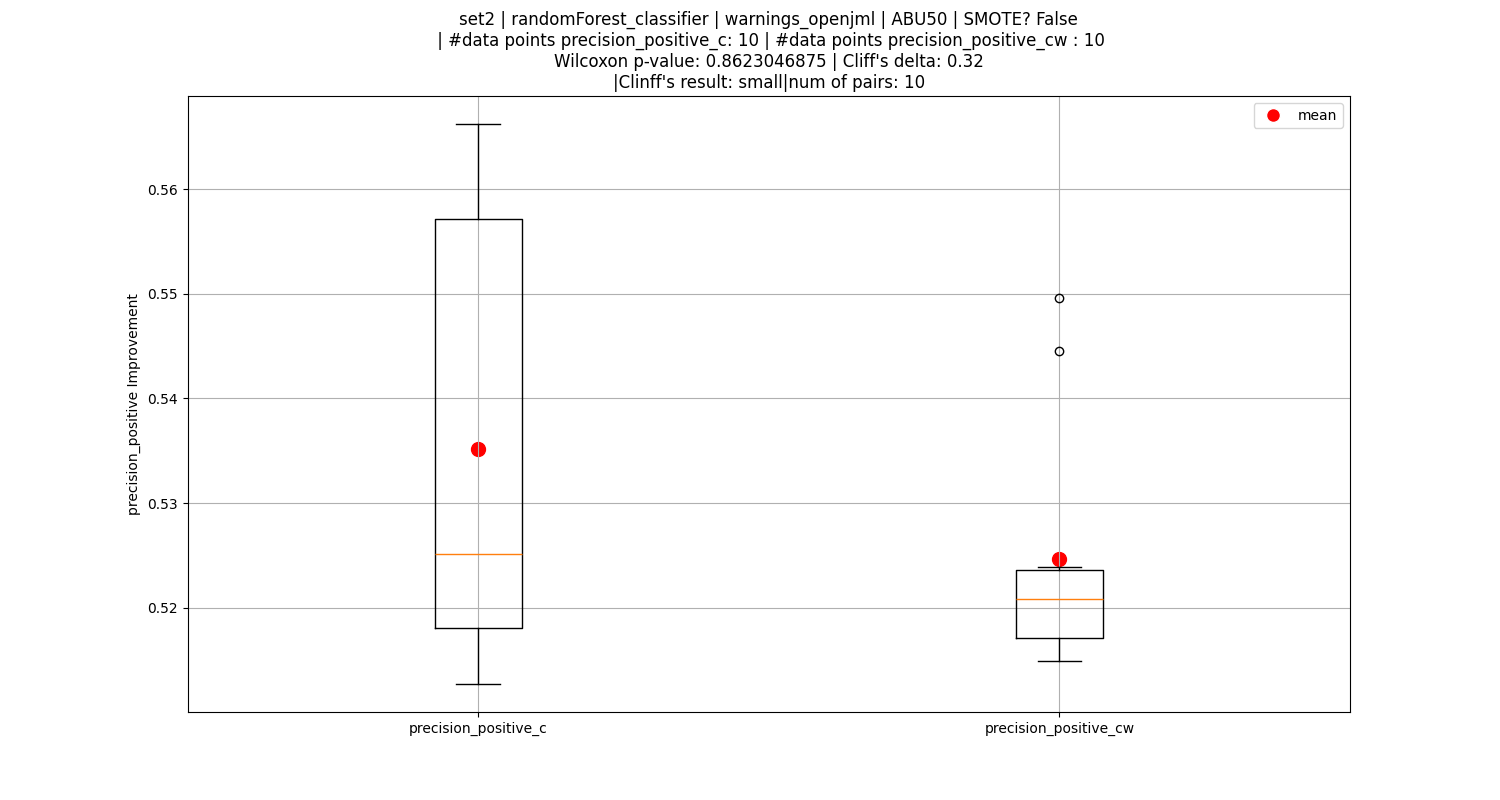 set2 | randomForest_classifier | warnings_openjml | ABU50 | SMOTE? False
| #data points precision_positive_c: 10 | #data points precision_positive_cw : 10
Wilcoxon p-value: 0.8623046875 | Cliff's delta: 0.32
|Clinff's result: small|num of pairs: 10
mean
0.56
0.55
0.54
0.53
0.52
precision_positive Improvement
precision_positive_c
precision_positive_cw